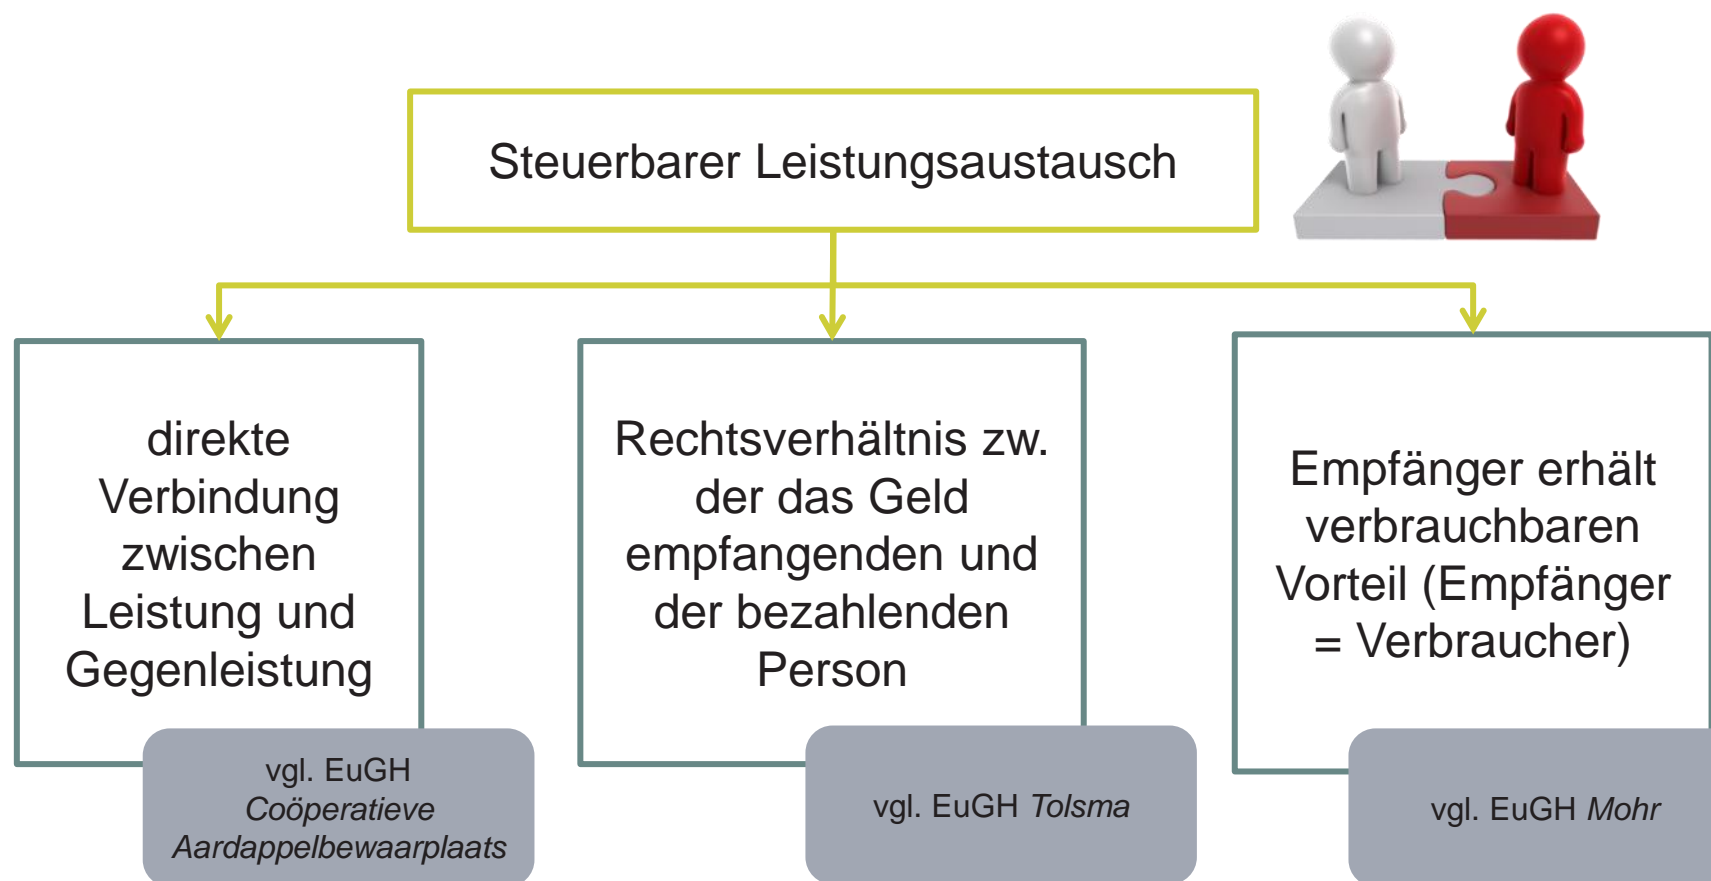 Steuerbarer Leistungsaustausch
direkte
Verbindung
zwischen
Leistung und
Gegenleistung
vgl. EuGH
Coöperatieve
Aardappelbewaarplaats
Rechtsverhältnis zw.
der das Geld
empfangenden und
der bezahlenden
Person
vgl. EuGH Tolsma
Empfänger erhält
verbrauchbaren
Vorteil (Empfänger
= Verbraucher)
vgl. EuGH Mohr